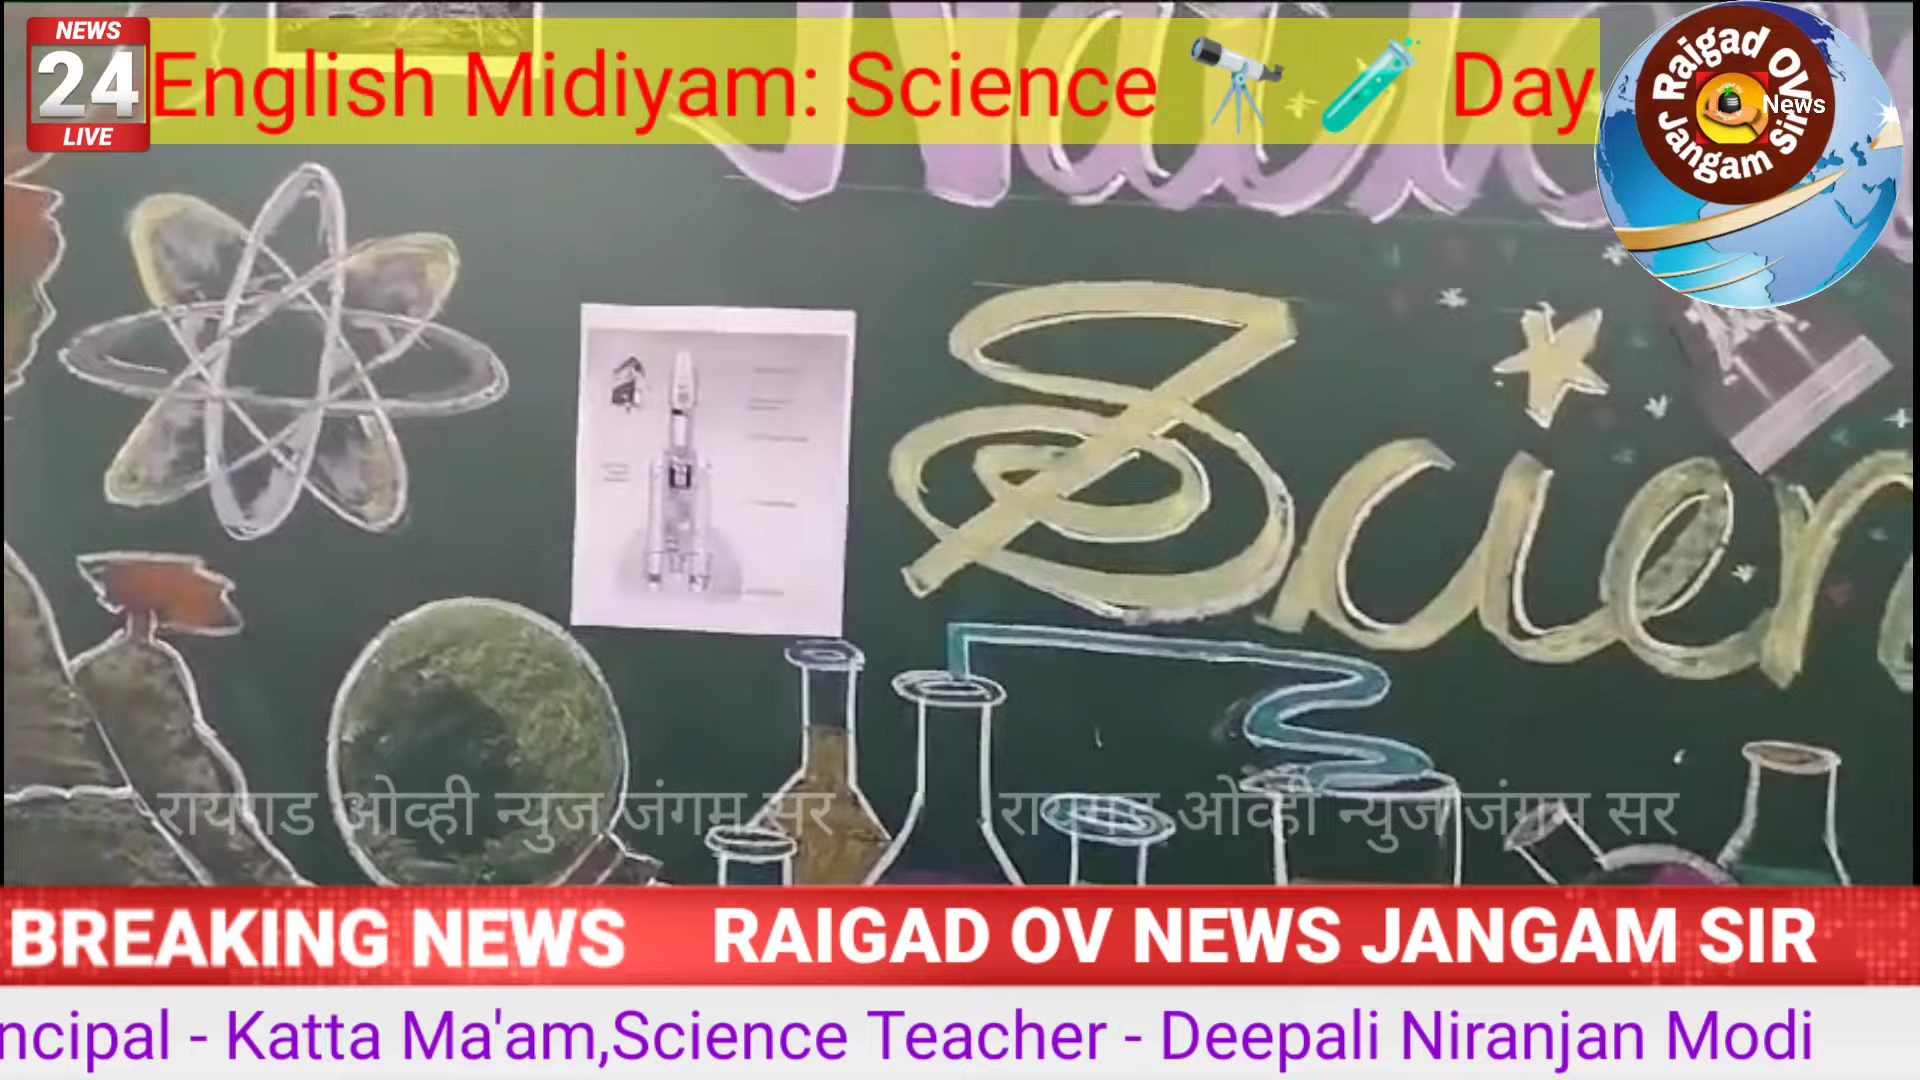 NEWS
24
LIVE
English Midiyam: Science 🔭 🧪 Day
Raigad OV
News
Jangam Sir
Scien
रायगड ओव्ही न्युज जंगम सर
रायगड ओव्ही न्युज जंगम सर
BREAKING NEWS RAIGAD OV NEWS JANGAM SIR
ncipal - Katta Ma'am,Science Teacher - Deepali Niranjan Modi